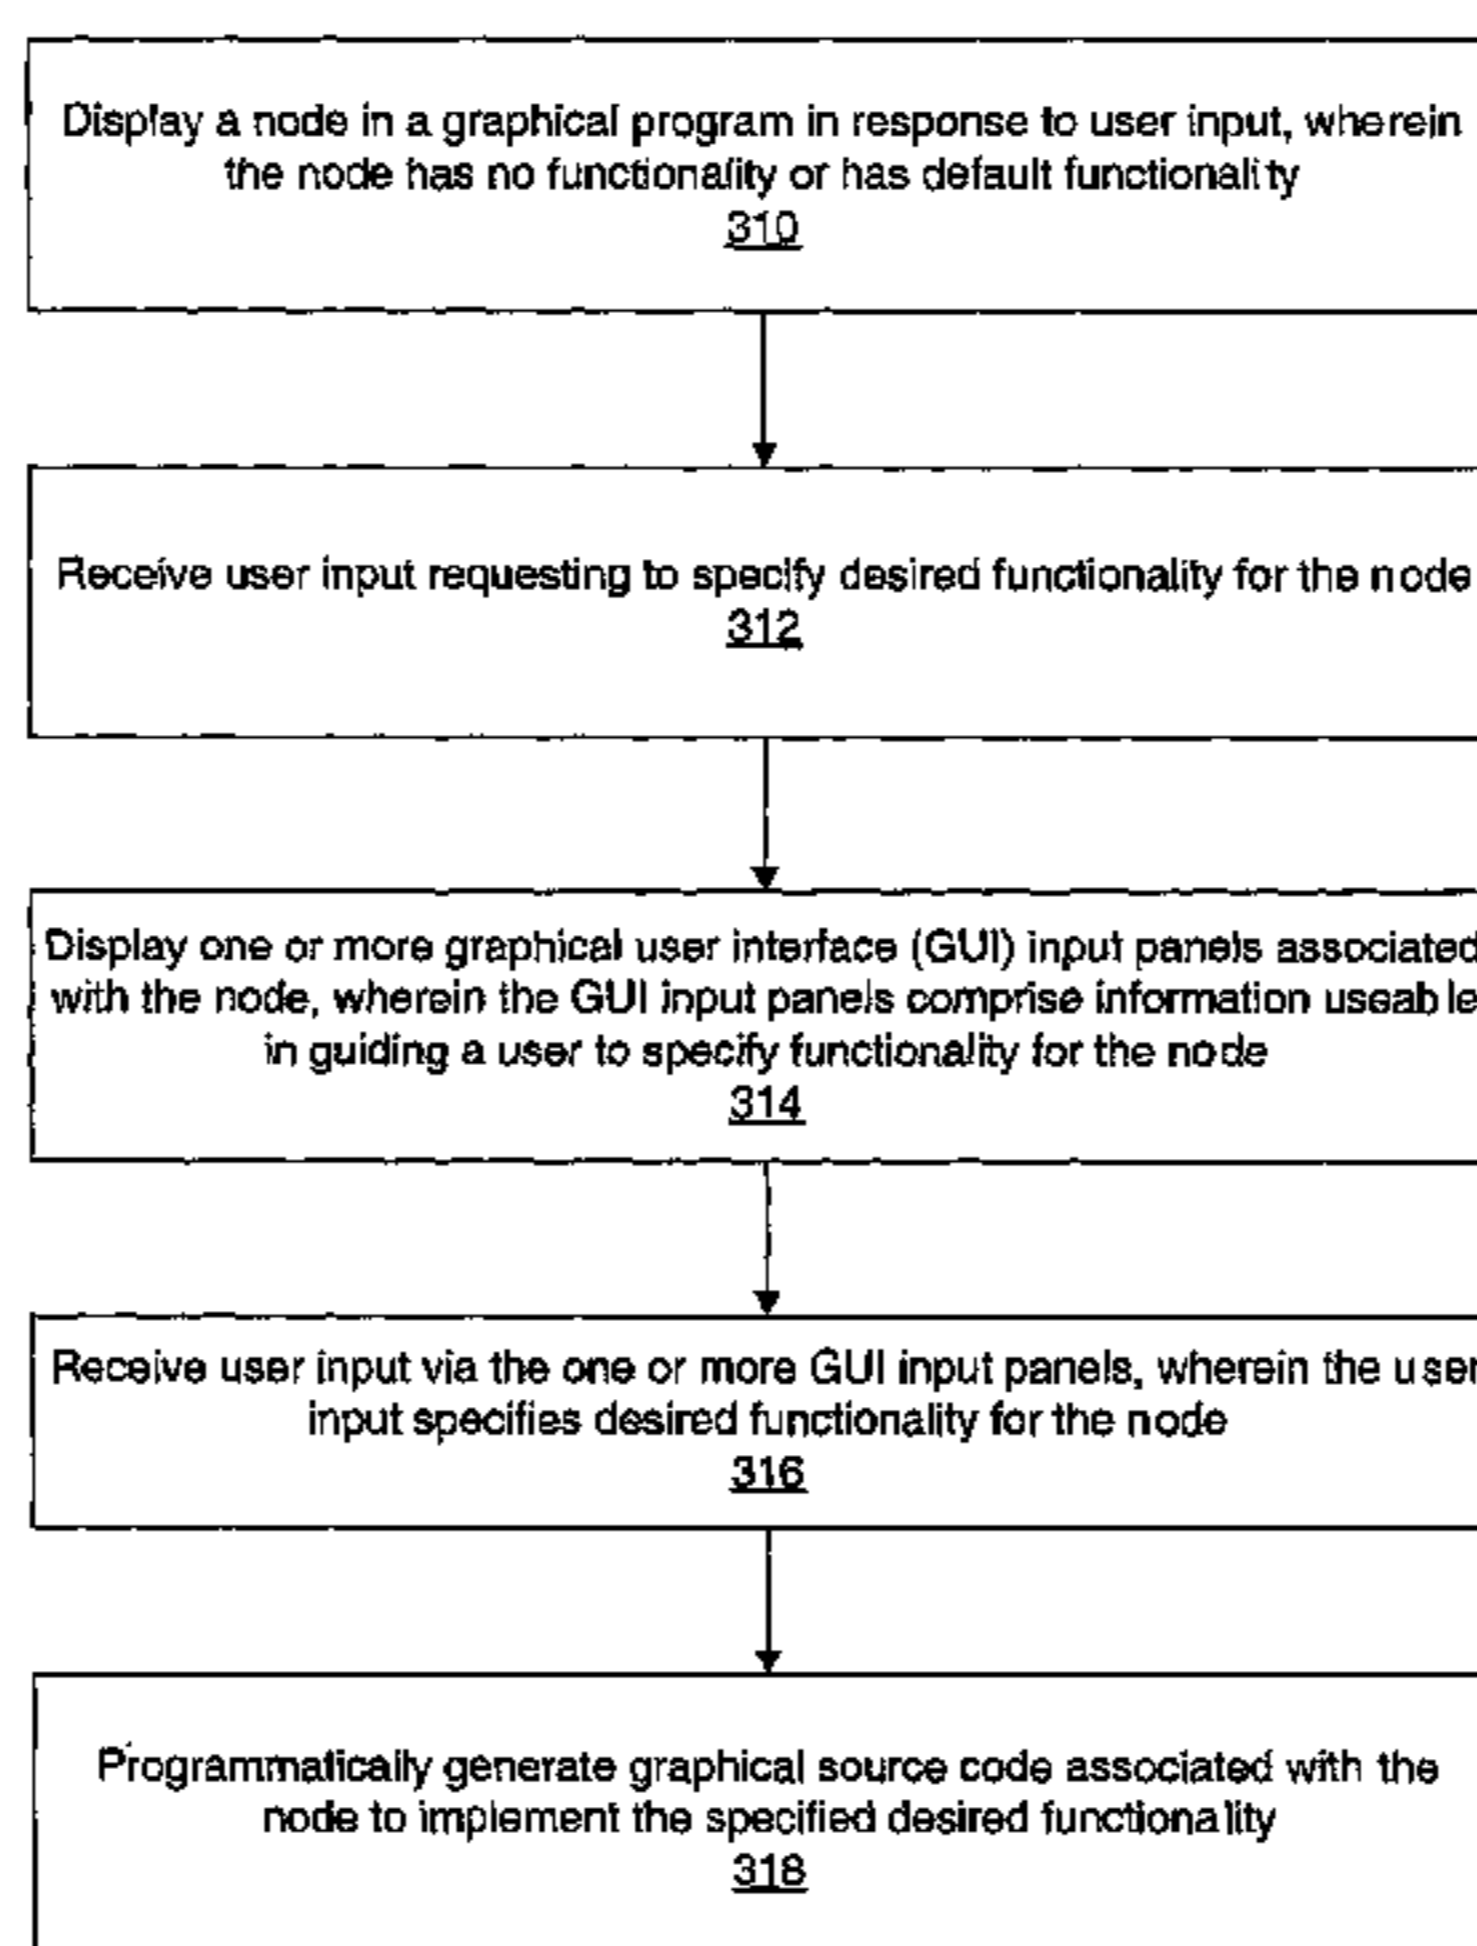 Display a node in a graphical program in response to user input, wherein
the node has no functionality or has default functionality
310
Receive user input requesting to specify desired functionality for the node
312
Display one or more graphical user interface (GUI) input panels associated
with the node, wherein the GUI input panels comprise information useable
in guiding a user to specify functionality for the node
314
Receive user input via the one or more GUI input panels, wherein the user
input specifies desired functionality for the node
316
Programmatically generate graphical source code associated with the
node to implement the specified desired functionality
318